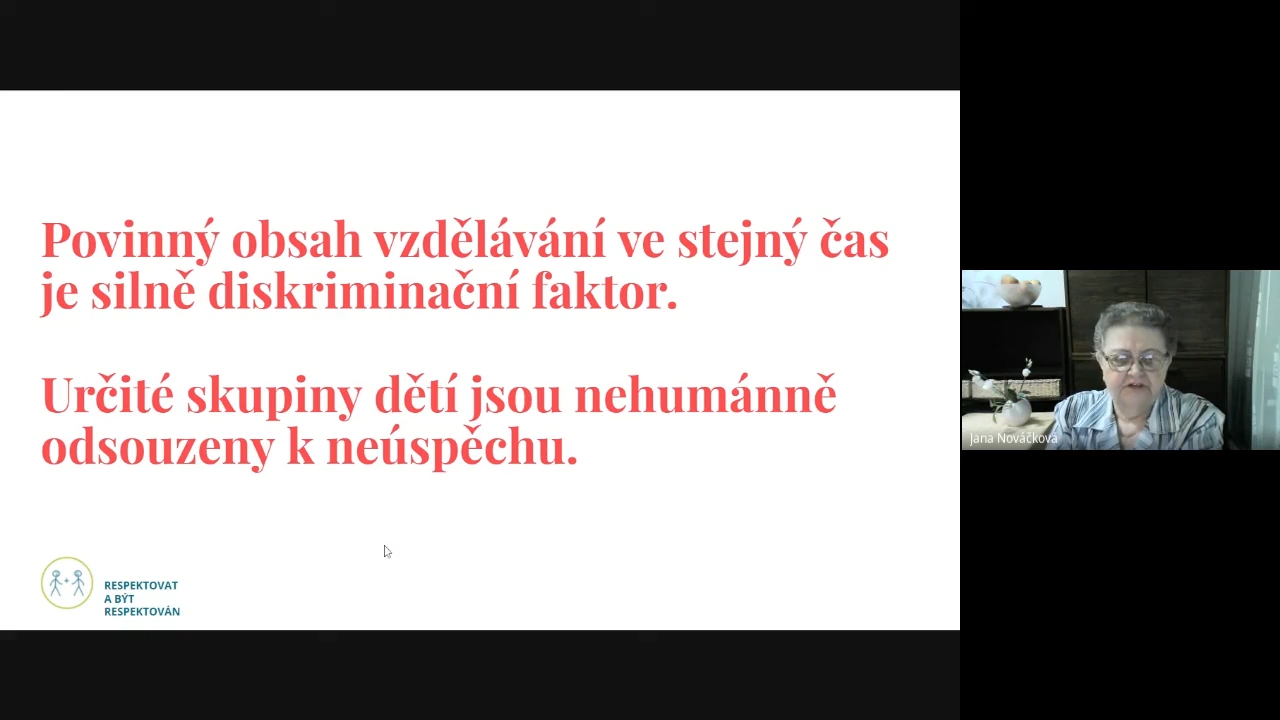 Povinný obsah vzdělávání ve stejný čas
je silně diskriminační faktor.
Určité skupiny dětí jsou nehumánně
odsouzeny k neúspěchu.
RESPEKTOVAT
A BÝT
RESPEKTOVÁN
Jana Nováčková